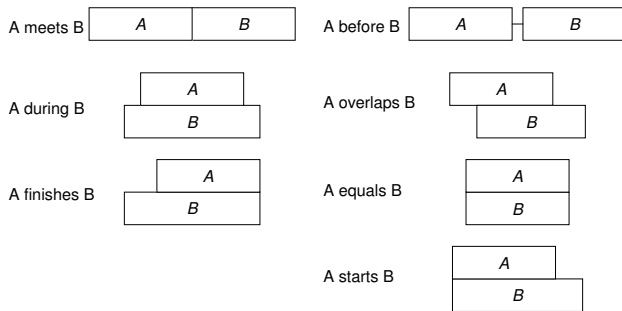 A meets B A B A before B A B
A during B A B A overlaps B A B
A finishes B A B A equals B A B
A starts B A B